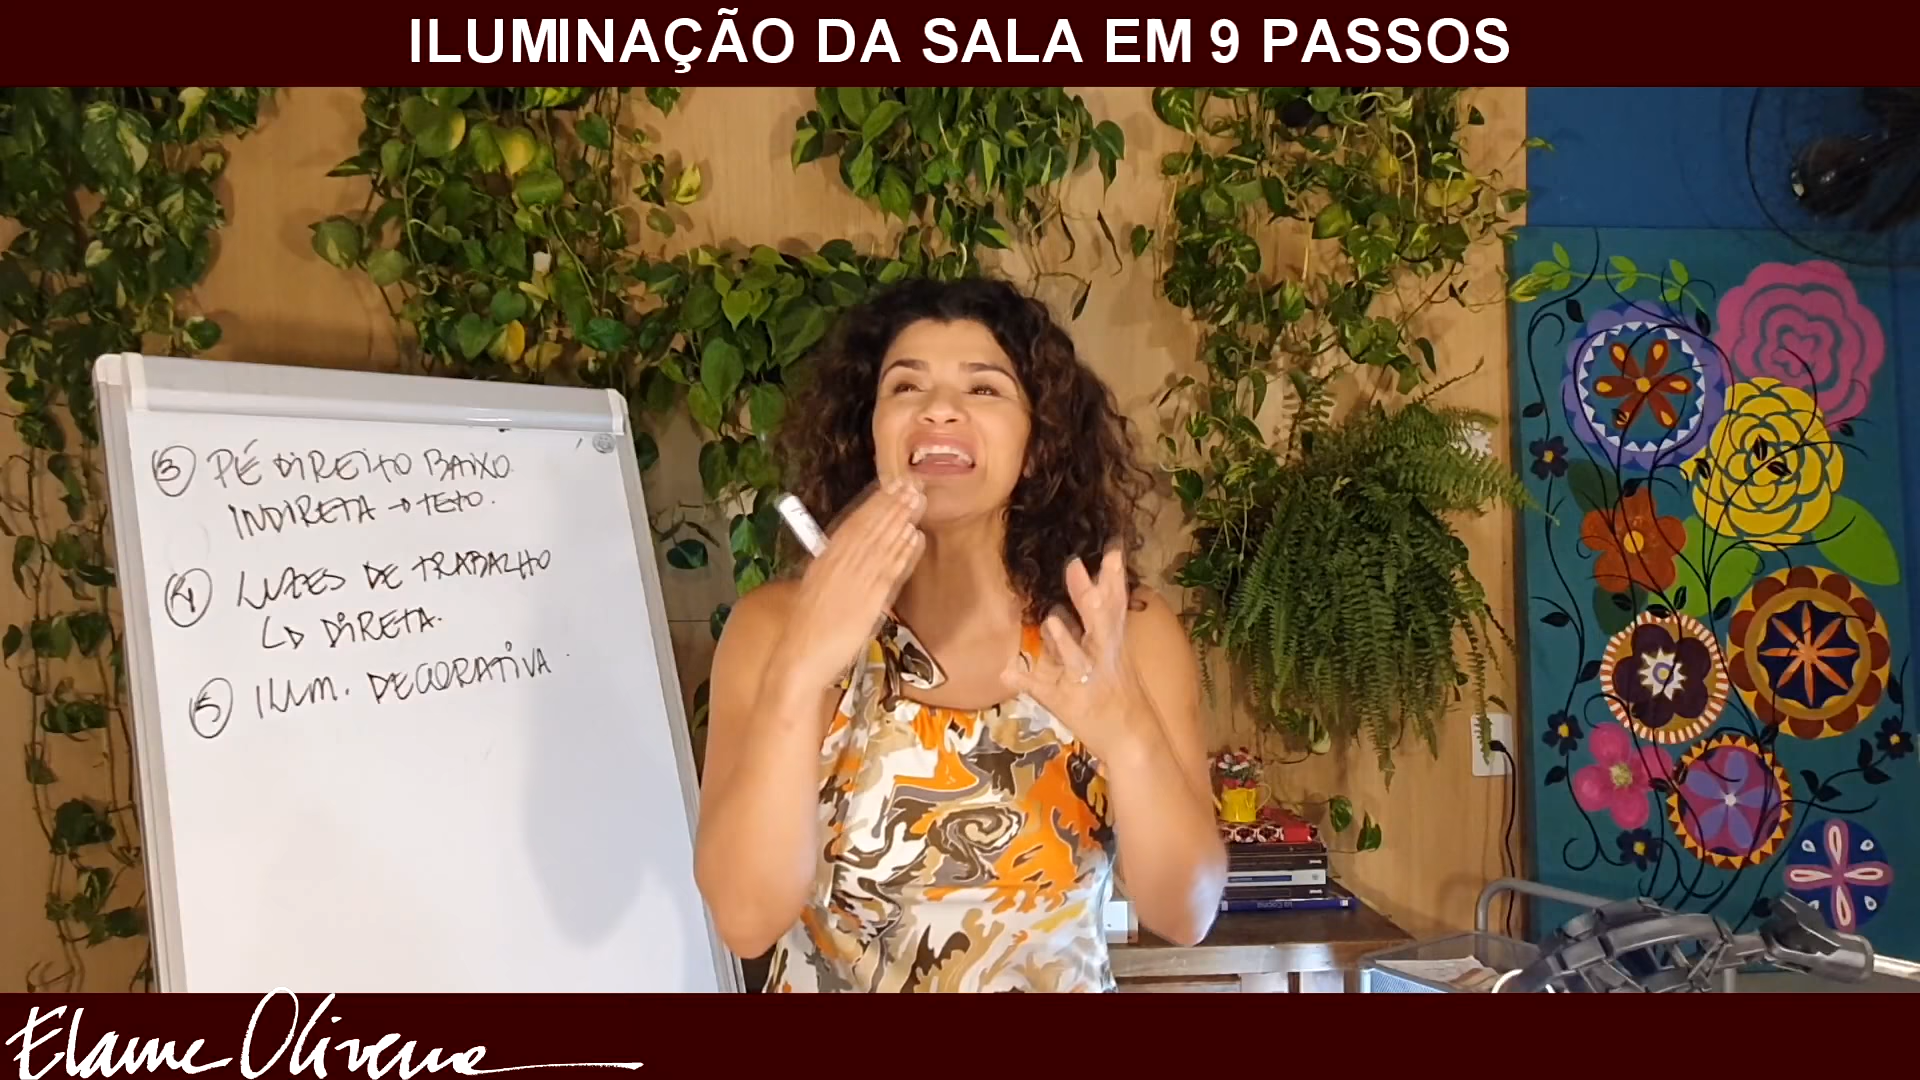 ILUMINAÇÃO DA SALA EM 9 PASSOS
3 PÉ DIREITO BAIXO
INDIRETA → TETO.
4 LUZES DE TRABALHO
↳ DIRETA.
5 ILUM. DECORATIVA
Elaine Oliveira